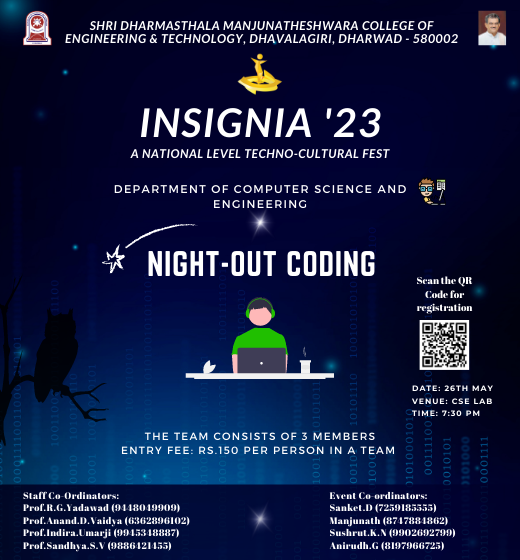 SHRI DHARMASTHALA MANJUNATHESHWARA COLLEGE OF
ENGINEERING & TECHNOLOGY, DHAVALAGIRI, DHARWAD - 580002
INSIGNIA '23
A NATIONAL LEVEL TECHNO-CULTURAL FEST
DEPARTMENT OF COMPUTER SCIENCE AND
ENGINEERING
NIGHT-OUT CODING
Scan the QR
Code for
registration
DATE: 26TH MAY
VENUE: CSE LAB
TIME: 7:30 PM
THE TEAM CONSISTS OF 3 MEMBERS
ENTRY FEE: RS.150 PER PERSON IN A TEAM
Staff Co-Ordinators:
Prof.R.G.Yadawad (9448049909)
Prof.Anand.D.Vaidya (6362896102)
Prof.Indira.Umarji (9945348887)
Prof.Sandhya.S.V (9886421455)
Event Co-ordinators:
Sanket.D (7259185555)
Manjunath (8747884862)
Sushrut.K.N (9902692799)
Anirudh.G (8197966725)